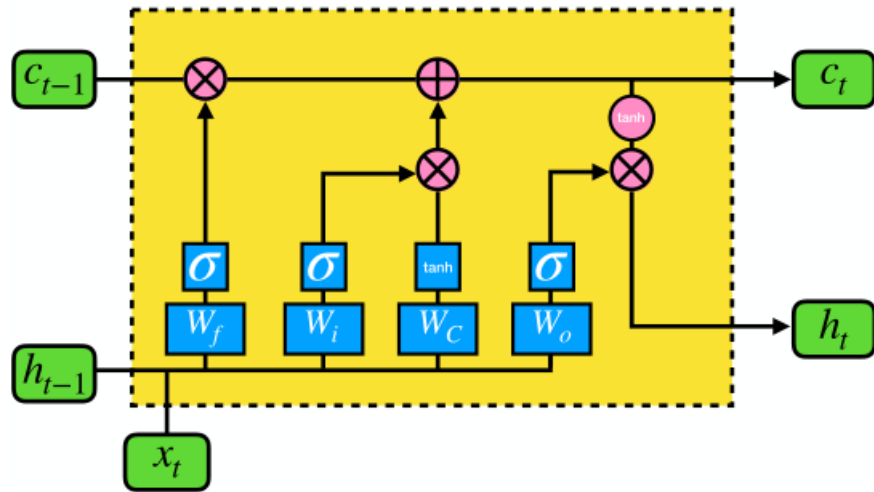 c_{t-1}
c_t
tanh
σ σ tanh σ
W_f W_i W_C W_o
h_t
h_{t-1}
x_t